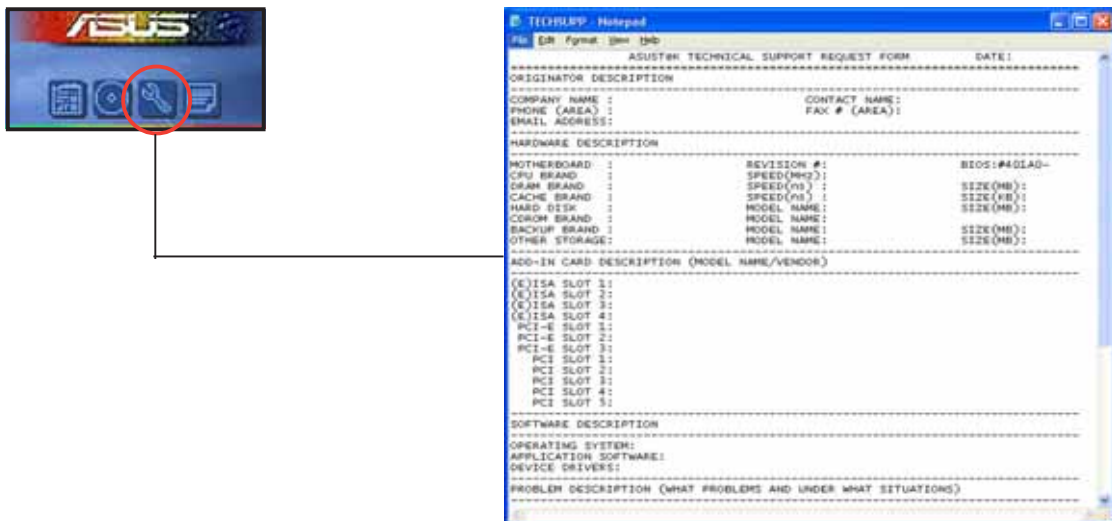 ASUS
TECHSUPP - Notepad
File Edit Format View Help
ASUSTeK TECHNICAL SUPPORT REQUEST FORM DATE:
ORIGINATOR DESCRIPTION
COMPANY NAME : CONTACT NAME:
PHONE (AREA) : FAX # (AREA):
EMAIL ADDRESS:
HARDWARE DESCRIPTION
MOTHERBOARD : REVISION #: BIOS:#401A0-
CPU BRAND : SPEED(MHz):
DRAM BRAND : SPEED(ns) : SIZE(MB):
CACHE BRAND : SPEED(ns) : SIZE(KB):
HARD DISK : MODEL NAME: SIZE(MB):
CDROM BRAND : MODEL NAME:
BACKUP BRAND : MODEL NAME: SIZE(MB):
OTHER STORAGE: MODEL NAME: SIZE(MB):
ADD-IN CARD DESCRIPTION (MODEL NAME/VENDOR)
(E)ISA SLOT 1:
(E)ISA SLOT 2:
(E)ISA SLOT 3:
(E)ISA SLOT 4:
PCI-E SLOT 1:
PCI-E SLOT 2:
PCI-E SLOT 3:
PCI SLOT 1:
PCI SLOT 2:
PCI SLOT 3:
PCI SLOT 4:
PCI SLOT 5:
SOFTWARE DESCRIPTION
OPERATING SYSTEM:
APPLICATION SOFTWARE:
DEVICE DRIVERS:
PROBLEM DESCRIPTION (WHAT PROBLEMS AND UNDER WHAT SITUATIONS)